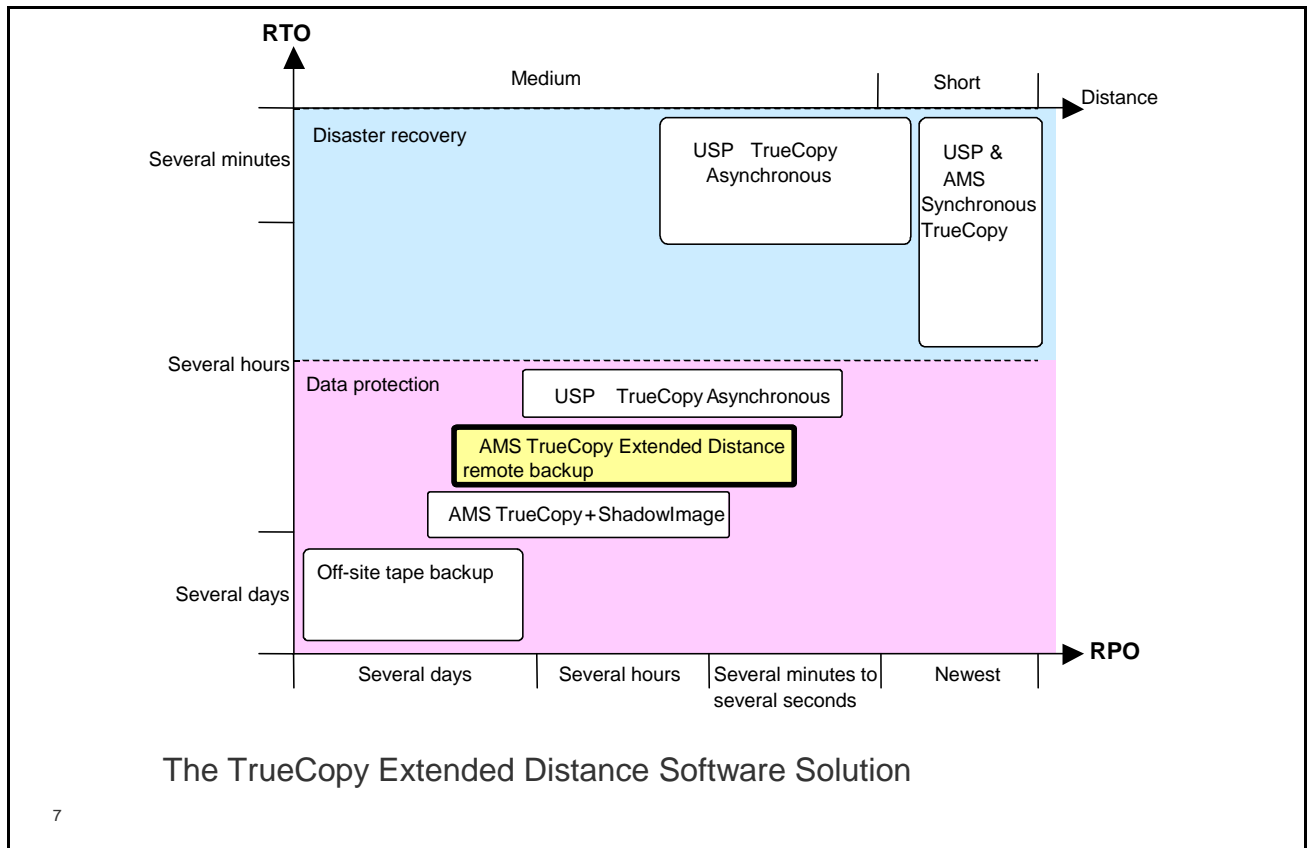 RTO
Medium
Short
Distance
Disaster recovery
Several minutes
USP TrueCopy
Asynchronous
USP &
AMS
Synchronous
TrueCopy
Several hours
Data protection
USP TrueCopy Asynchronous
AMS TrueCopy Extended Distance
remote backup
AMS TrueCopy+ShadowImage
Off-site tape backup
Several days
RPO
Several days
Several hours
Several minutes to
several seconds
Newest
The TrueCopy Extended Distance Software Solution
7